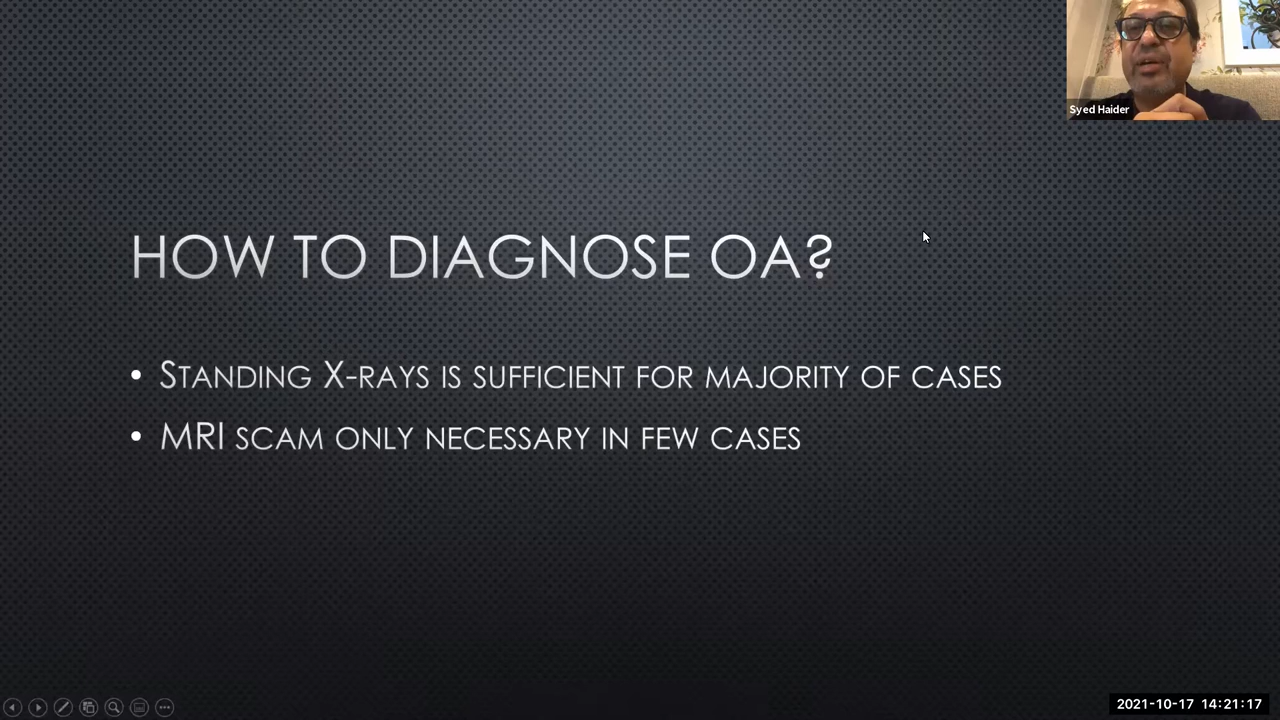 Syed Haider
HOW TO DIAGNOSE OA?
• STANDING X-RAYS IS SUFFICIENT FOR MAJORITY OF CASES
• MRI SCAM ONLY NECESSARY IN FEW CASES
2021-10-17 14:21:17